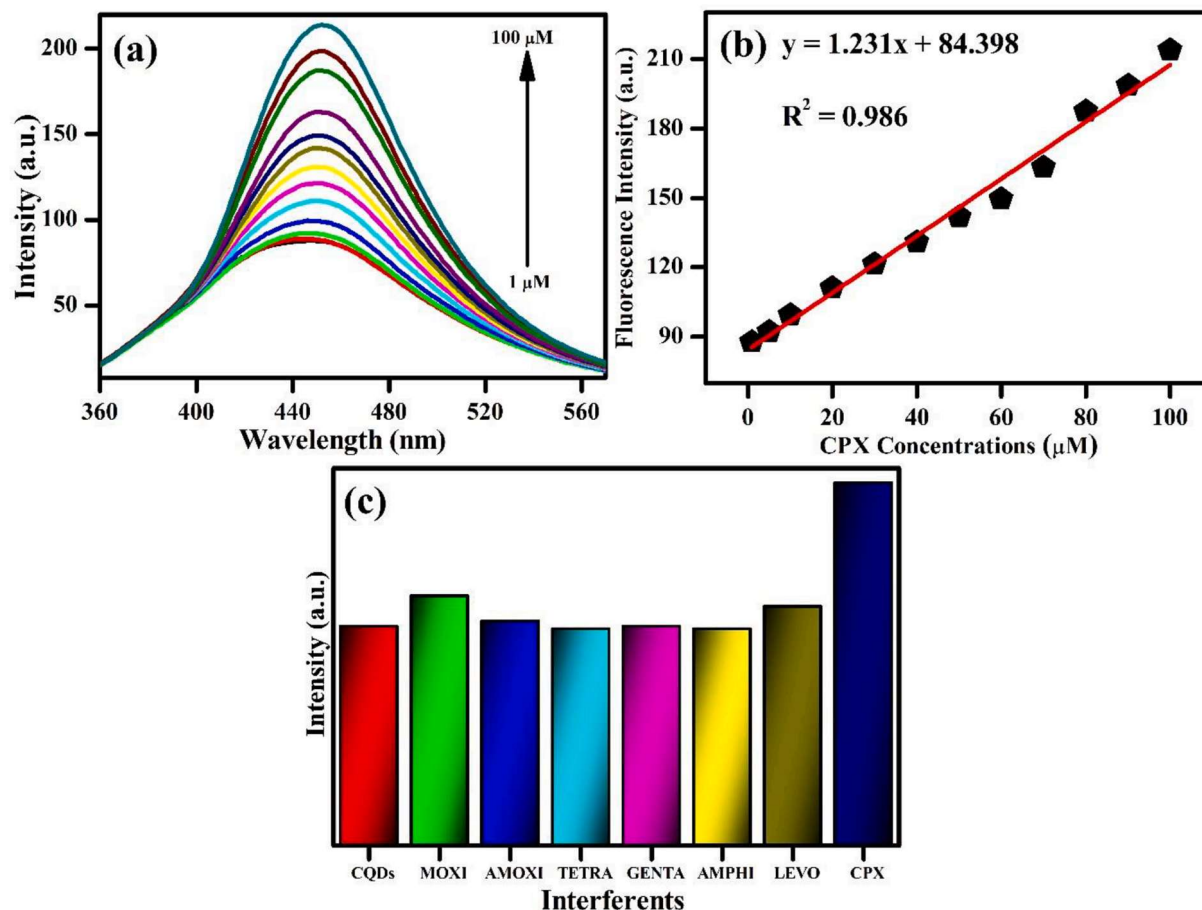 (a)
100 μM
1 μM
200
150
100
50
Intensity (a.u.)
360
400
440
480
520
560
Wavelength (nm)
(b)
y = 1.231x + 84.398
R² = 0.986
210
180
150
120
90
Fluorescence Intensity (a.u.)
0
20
40
60
80
100
CPX Concentrations (μM)
(c)
Intensity (a.u.)
CQDs
MOXI
AMOXI
TETRA
GENTA
AMPHI
LEVO
CPX
Interferents